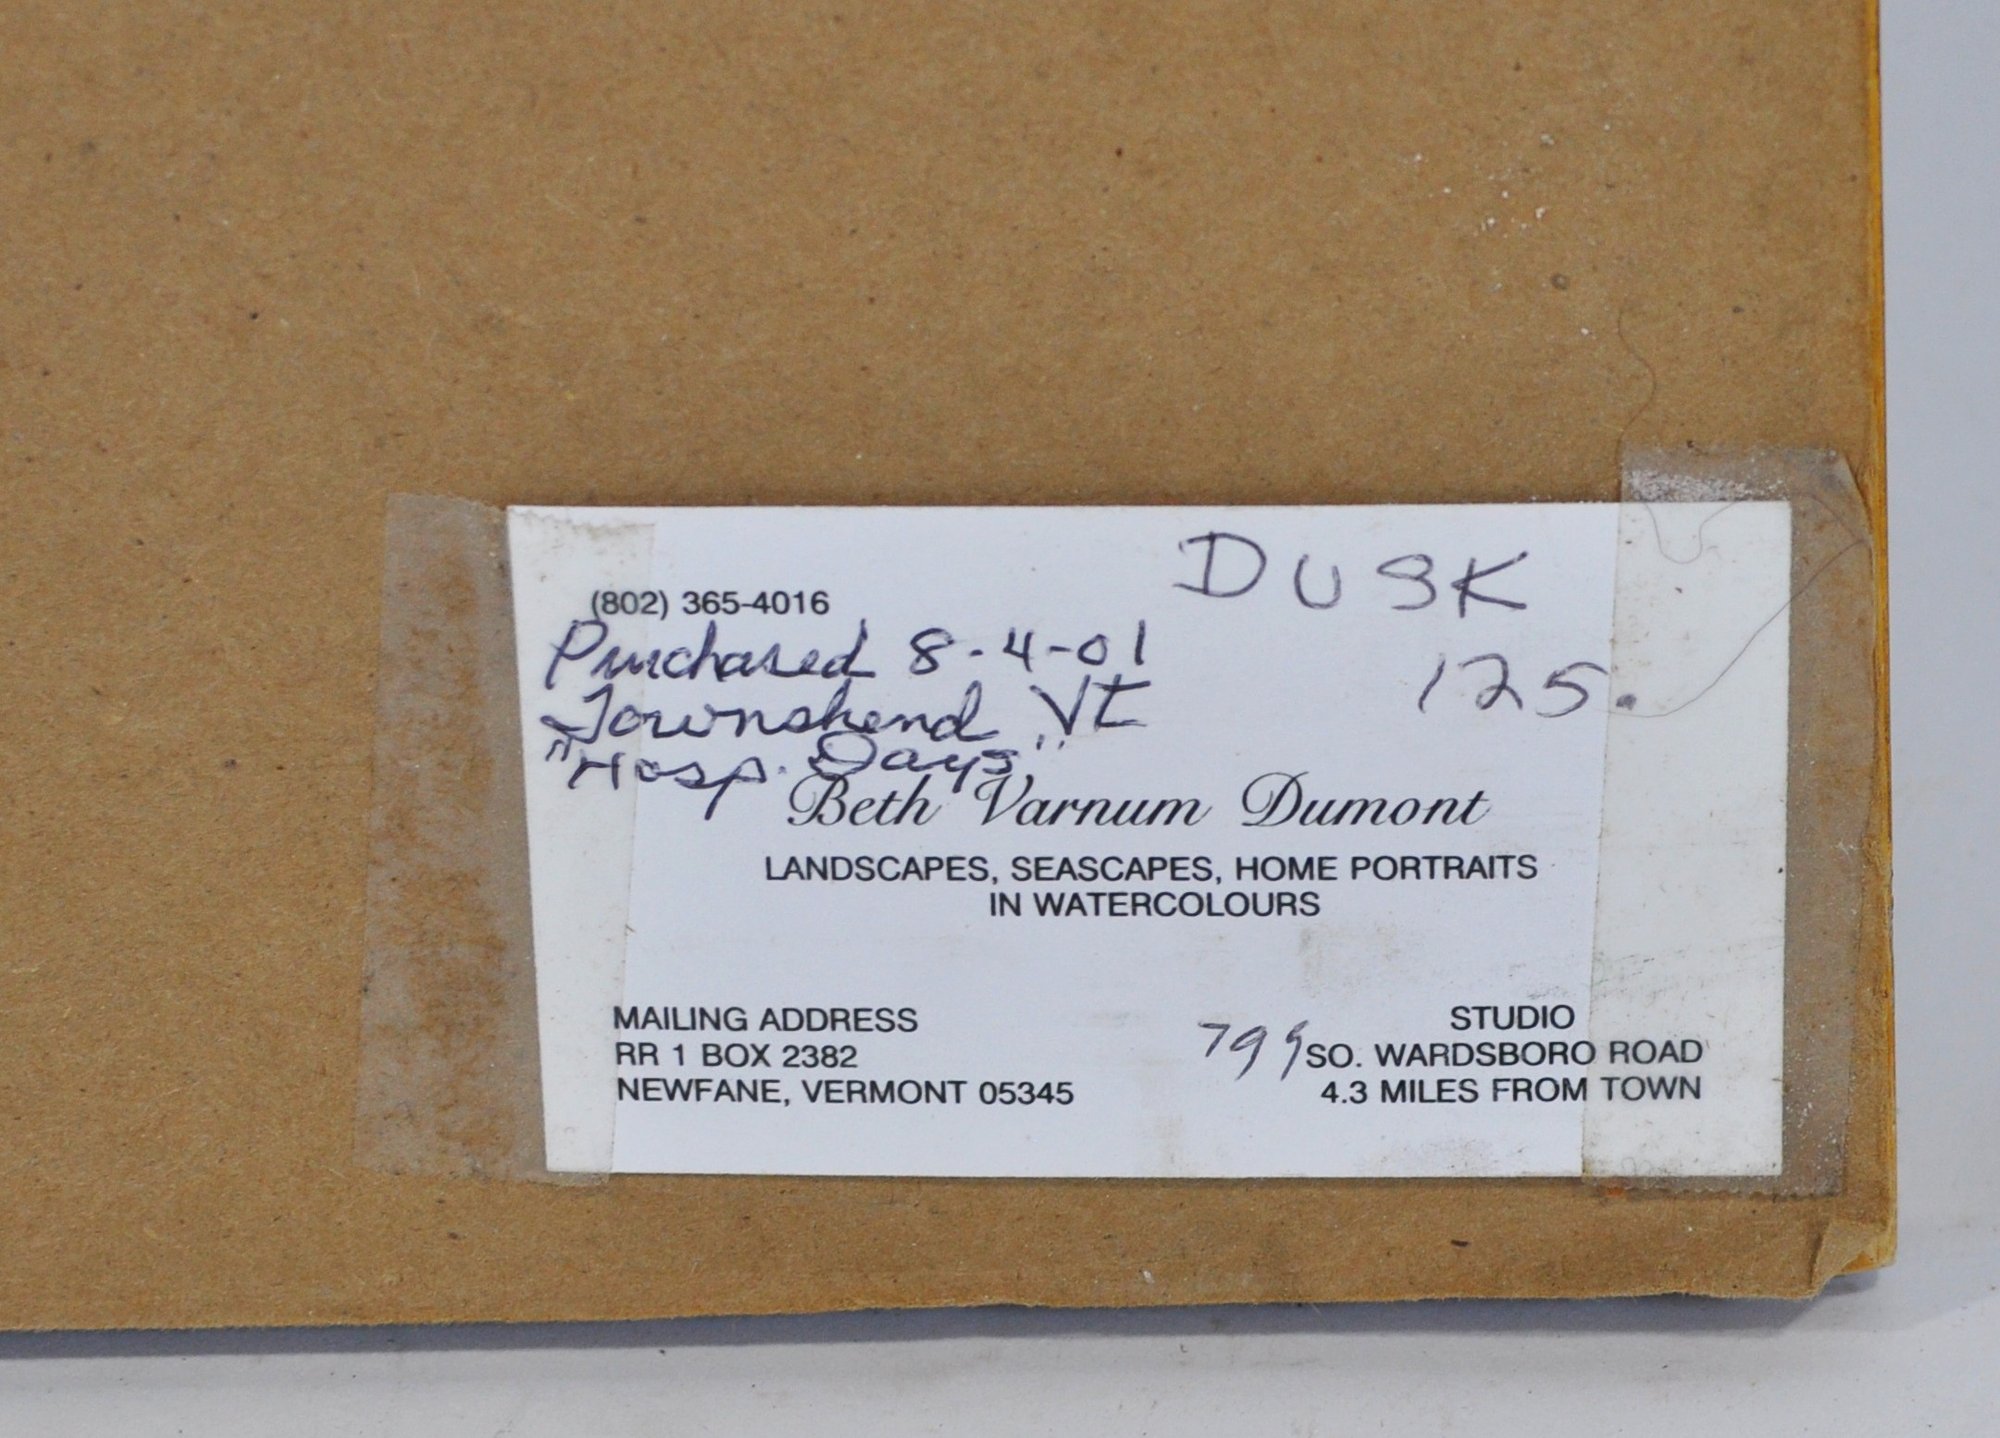 DUSK
(802) 365-4016
Purchased 8-4-01
125.
Townshend, Vt
"Hosp. Days"
Beth Varnum Dumont
LANDSCAPES, SEASCAPES, HOME PORTRAITS
IN WATERCOLOURS
MAILING ADDRESS
RR 1 BOX 2382
NEWFANE, VERMONT 05345
STUDIO
799 SO. WARDSBORO ROAD
4.3 MILES FROM TOWN